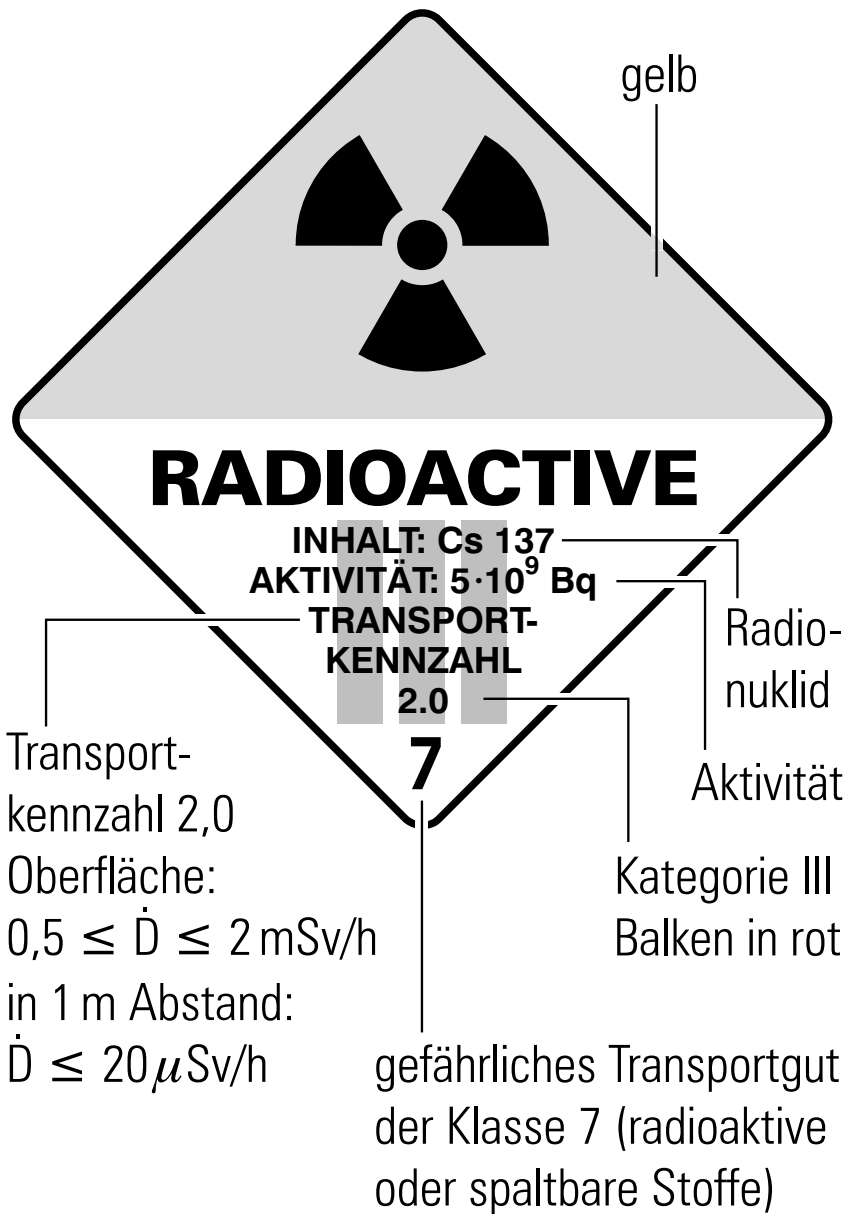 gelb
RADIOACTIVE
INHALT: Cs 137
AKTIVITÄT: 5·10⁹ Bq
TRANSPORT-
KENNZAHL
2.0
7
Radio-
nuklid
Aktivität
Kategorie III
Balken in rot
Transport-
kennzahl 2,0
Oberfläche:
0,5 ≤ Ḋ ≤ 2 mSv/h
in 1 m Abstand:
Ḋ ≤ 20 μSv/h
gefährliches Transportgut
der Klasse 7 (radioaktive
oder spaltbare Stoffe)